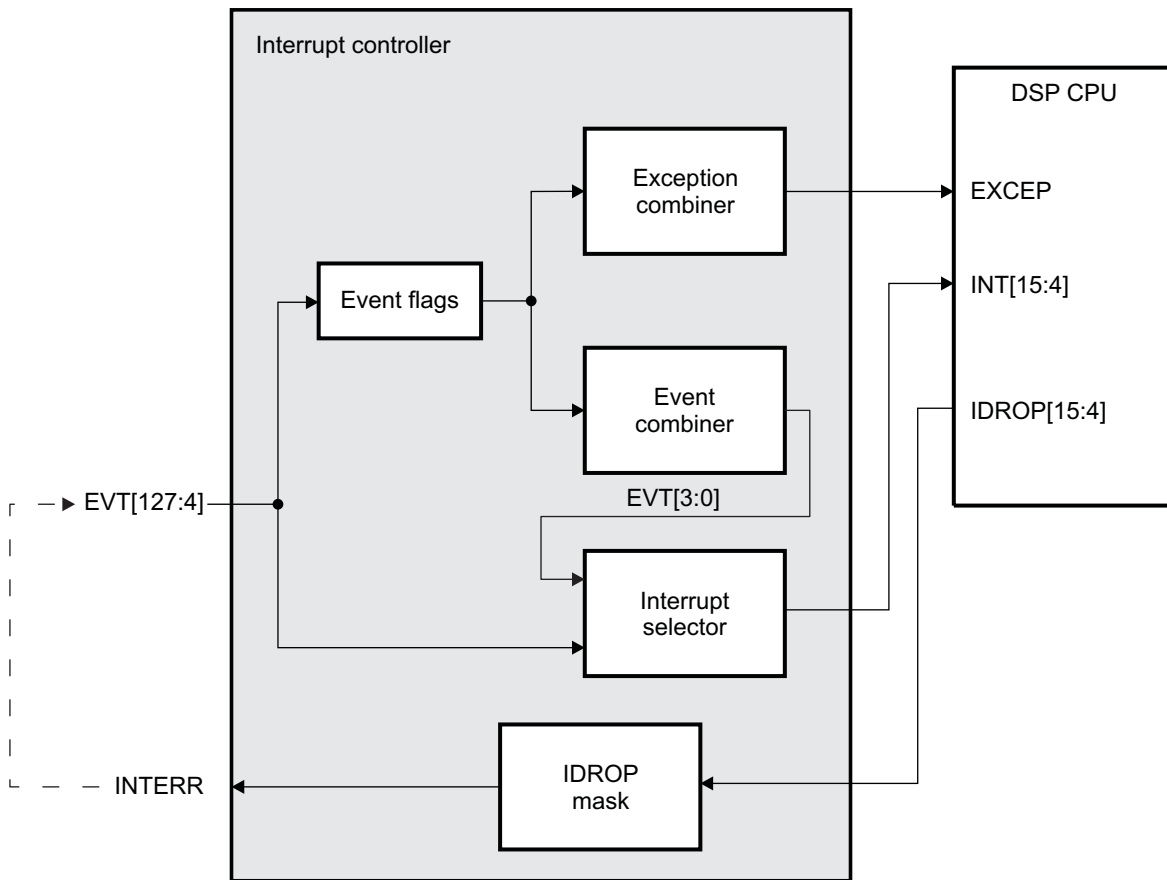 Interrupt controller
DSP CPU
Exception
combiner
EXCEP
Event flags
INT[15:4]
Event
combiner
IDROP[15:4]
EVT[127:4]
EVT[3:0]
Interrupt
selector
INTERR
IDROP
mask